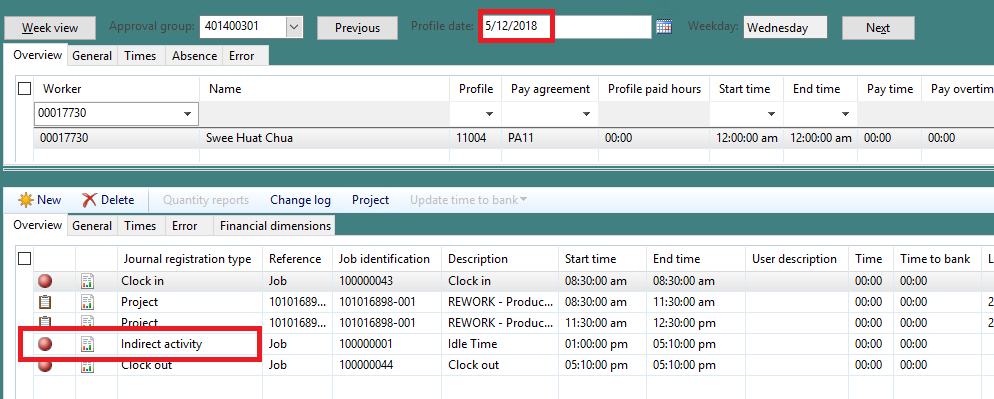 Week view Approval group: 401400301 Previous Profile date: 5/12/2018 Weekday: Wednesday Next
Overview General Times Absence Error
Worker Name Profile Pay agreement Profile paid hours Start time End time Pay time Pay overtim
00017730
00017730 Swee Huat Chua 11004 PA11 00:00 12:00:00 am 12:00:00 am 00:00 00:00
New Delete Quantity reports Change log Project Update time to bank
Overview General Times Error Financial dimensions
Journal registration type Reference Job identification Description Start time End time User description Time Time to bank L
Clock in Job 100000043 Clock in 08:30:00 am 08:30:00 am 00:00 00:00
Project 10101689... 101016898-001 REWORK - Produc... 08:30:00 am 11:30:00 am 00:00 00:00 2
Project 10101689... 101016898-001 REWORK - Produc... 11:30:00 am 12:30:00 pm 00:00 00:00 2
Indirect activity Job 100000001 Idle Time 01:00:00 pm 05:10:00 pm 00:00 00:00
Clock out Job 100000044 Clock out 05:10:00 pm 05:10:00 pm 00:00 00:00